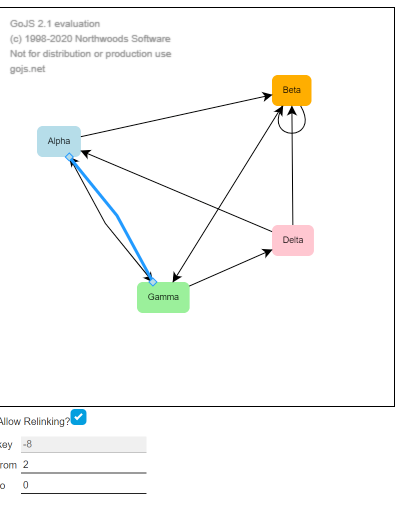 GoJS 2.1 evaluation
(c) 1998-2020 Northwoods Software
Not for distribution or production use
gojs.net
Beta
Alpha
Delta
Gamma
Allow Relinking?
key -8
rom 2
o 0